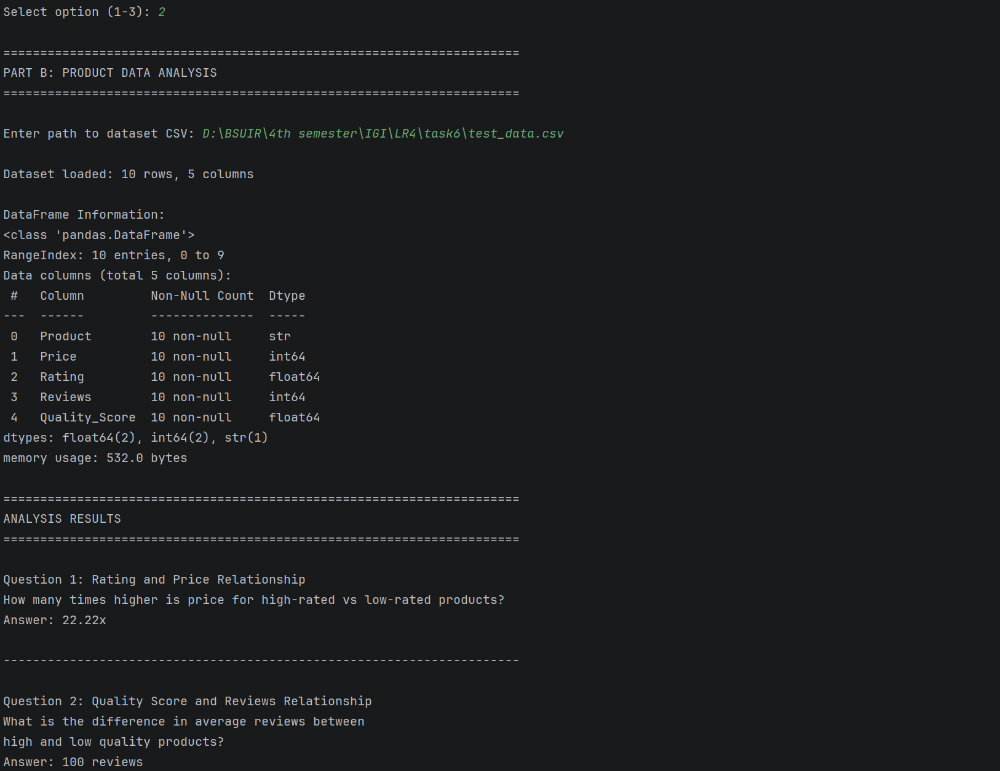 Select option (1-3): 2
======================================================================
PART B: PRODUCT DATA ANALYSIS
======================================================================
Enter path to dataset CSV: D:\BSUIR\4th semester\IGI\LR4\task6\test_data.csv
Dataset loaded: 10 rows, 5 columns
DataFrame Information:
<class 'pandas.DataFrame'>
RangeIndex: 10 entries, 0 to 9
Data columns (total 5 columns):
 #   Column         Non-Null Count  Dtype
---  ------         --------------  -----
 0   Product        10 non-null     str
 1   Price          10 non-null     int64
 2   Rating         10 non-null     float64
 3   Reviews        10 non-null     int64
 4   Quality_Score  10 non-null     float64
dtypes: float64(2), int64(2), str(1)
memory usage: 532.0 bytes
======================================================================
ANALYSIS RESULTS
======================================================================
Question 1: Rating and Price Relationship
How many times higher is price for high-rated vs low-rated products?
Answer: 22.22x
----------------------------------------------------------------------
Question 2: Quality Score and Reviews Relationship
What is the difference in average reviews between
high and low quality products?
Answer: 100 reviews